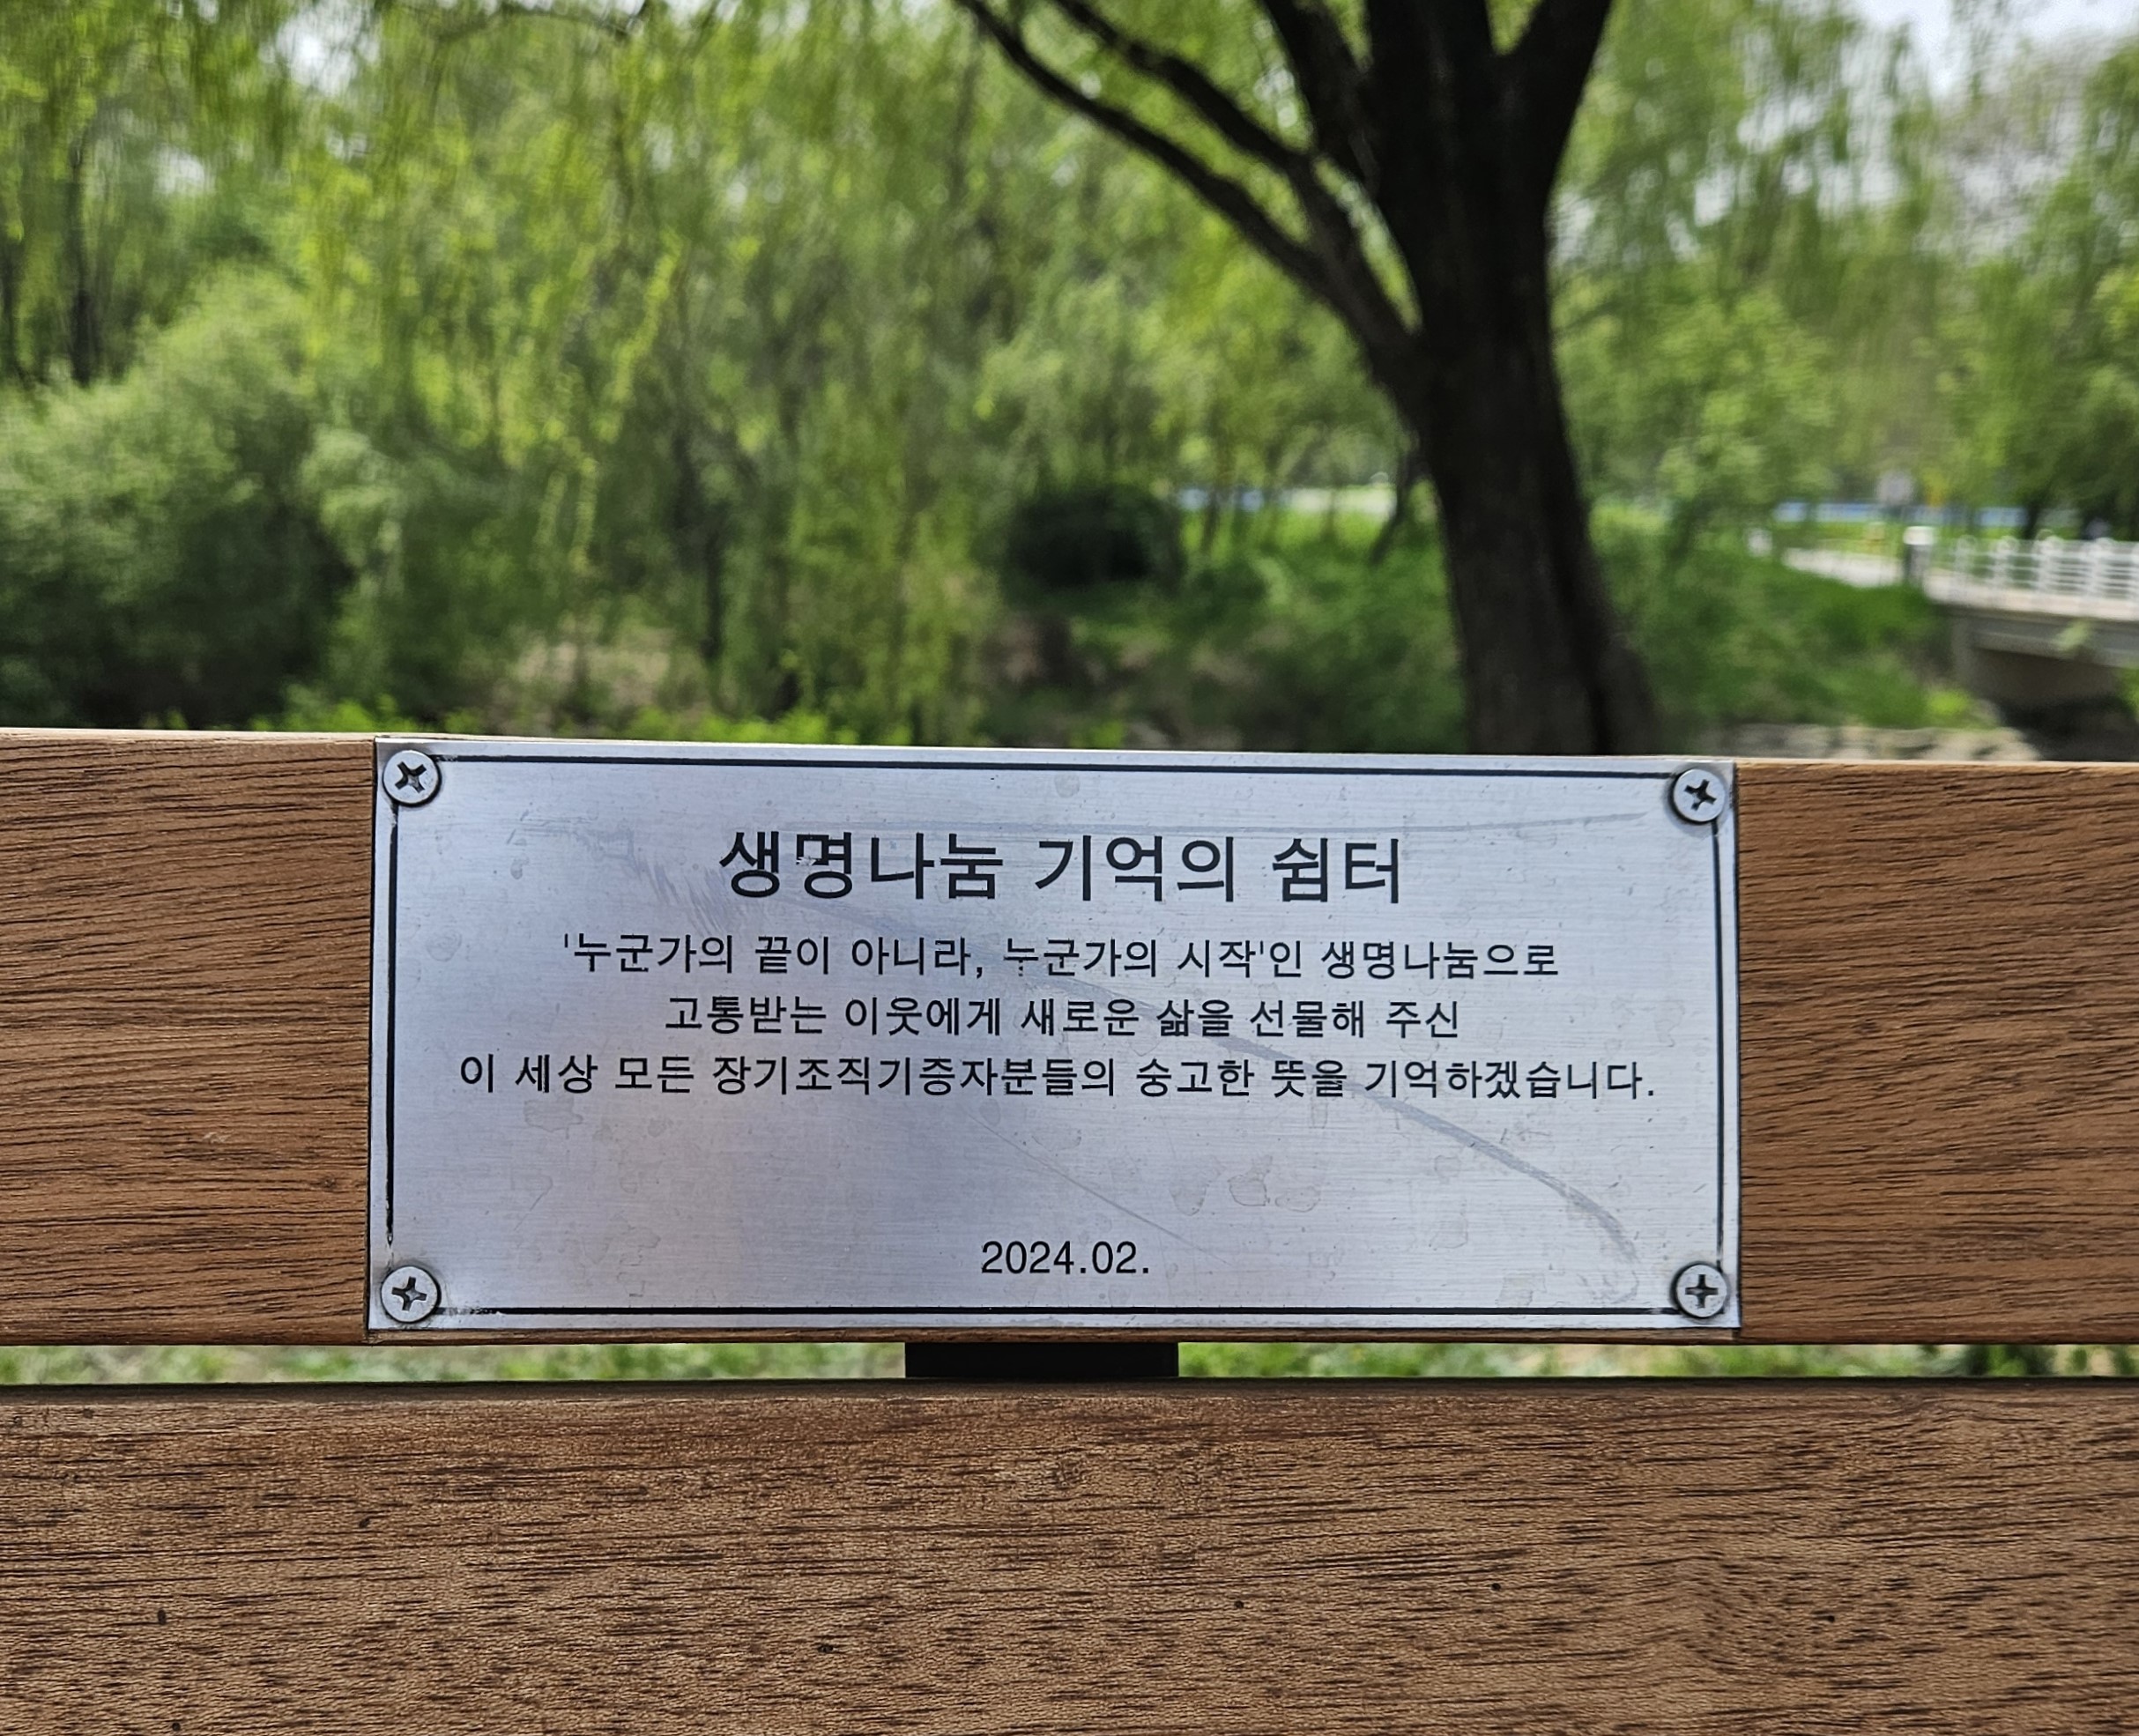 생명나눔 기억의 쉼터
'누군가의 끝이 아니라, 누군가의 시작'인 생명나눔으로
고통받는 이웃에게 새로운 삶을 선물해 주신
이 세상 모든 장기조직기증자분들의 숭고한 뜻을 기억하겠습니다.
2024.02.